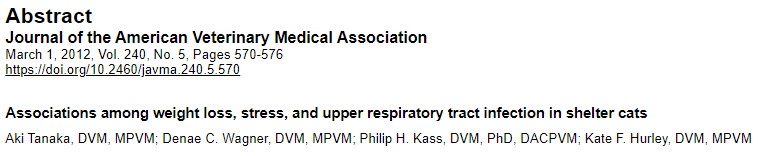 Abstract
Journal of the American Veterinary Medical Association
March 1, 2012, Vol. 240, No. 5, Pages 570-576
https://doi.org/10.2460/javma.240.5.570
Associations among weight loss, stress, and upper respiratory tract infection in shelter cats
Aki Tanaka, DVM, MPVM; Denae C. Wagner, DVM, MPVM; Philip H. Kass, DVM, PhD, DACPVM; Kate F. Hurley, DVM, MPVM